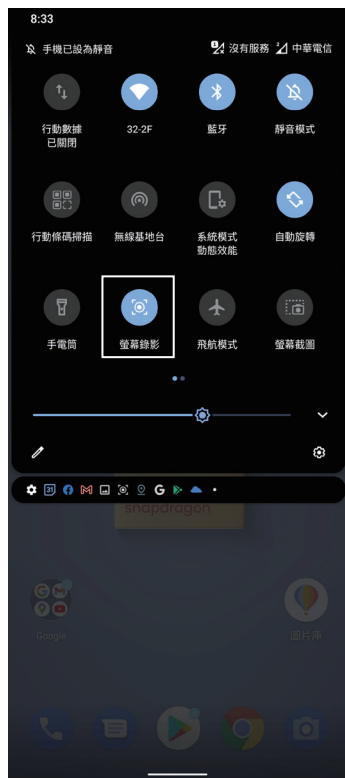 8:33
手機已設為靜音
沒有服務 中華電信
行動數據
已關閉
32-2F
藍牙
靜音模式
行動條碼掃描
無線基地台
系統模式
動態效能
自動旋轉
手電筒
螢幕錄影
飛航模式
螢幕截圖
31
G
snapdragon
Google
圖片庫